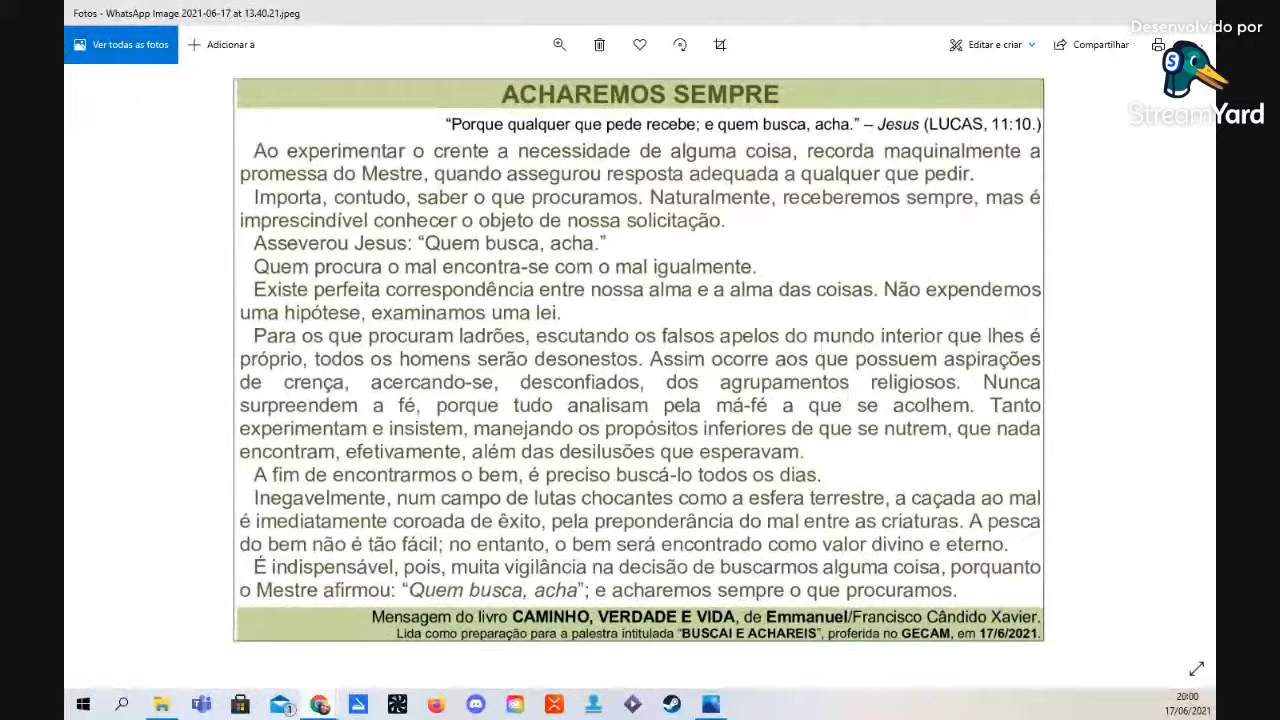 Fotos - WhatsApp Image 2021-06-17 at 13.40.21.jpeg
Desenvolvido por
Ver todas as fotos
Adicionar a
Editar e criar
Compartilhar
StreamYard
ACHAREMOS SEMPRE
“Porque qualquer que pede recebe; e quem busca, acha.” – Jesus (LUCAS, 11:10.)
Ao experimentar o crente a necessidade de alguma coisa, recorda maquinalmente a
promessa do Mestre, quando assegurou resposta adequada a qualquer que pedir.
Importa, contudo, saber o que procuramos. Naturalmente, receberemos sempre, mas é
imprescindível conhecer o objeto de nossa solicitação.
Asseverou Jesus: “Quem busca, acha.”
Quem procura o mal encontra-se com o mal igualmente.
Existe perfeita correspondência entre nossa alma e a alma das coisas. Não expendemos
uma hipótese, examinamos uma lei.
Para os que procuram ladrões, escutando os falsos apelos do mundo interior que lhes é
próprio, todos os homens serão desonestos. Assim ocorre aos que possuem aspirações
de crença, acercando-se, desconfiados, dos agrupamentos religiosos. Nunca
surpreendem a fé, porque tudo analisam pela má-fé a que se acolhem. Tanto
experimentam e insistem, manejando os propósitos inferiores de que se nutrem, que nada
encontram, efetivamente, além das desilusões que esperavam.
A fim de encontrarmos o bem, é preciso buscá-lo todos os dias.
Inegavelmente, num campo de lutas chocantes como a esfera terrestre, a caçada ao mal
é imediatamente coroada de êxito, pela preponderância do mal entre as criaturas. A pesca
do bem não é tão fácil; no entanto, o bem será encontrado como valor divino e eterno.
É indispensável, pois, muita vigilância na decisão de buscarmos alguma coisa, porquanto
o Mestre afirmou: “Quem busca, acha”; e acharemos sempre o que procuramos.
Mensagem do livro CAMINHO, VERDADE E VIDA, de Emmanuel/Francisco Cândido Xavier.
Lida como preparação para a palestra intitulada “BUSCAI E ACHAREIS”, proferida no GECAM, em 17/6/2021.
20:00
17/06/2021